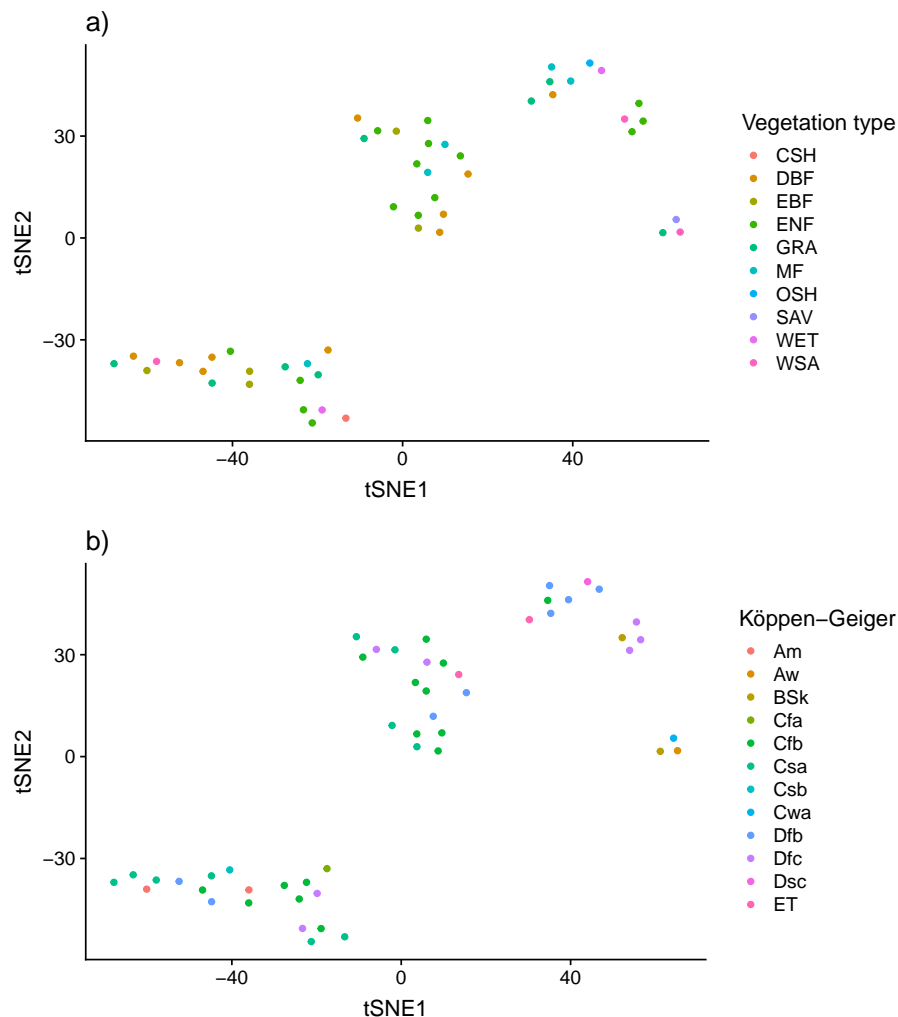 a)
30
0
−30
−40
0
40
tSNE1
tSNE2
Vegetation type
CSH
DBF
EBF
ENF
GRA
MF
OSH
SAV
WET
WSA
b)
30
0
−30
−40
0
40
tSNE1
tSNE2
Köppen−Geiger
Am
Aw
BSk
Cfa
Cfb
Csa
Csb
Cwa
Dfb
Dfc
Dsc
ET